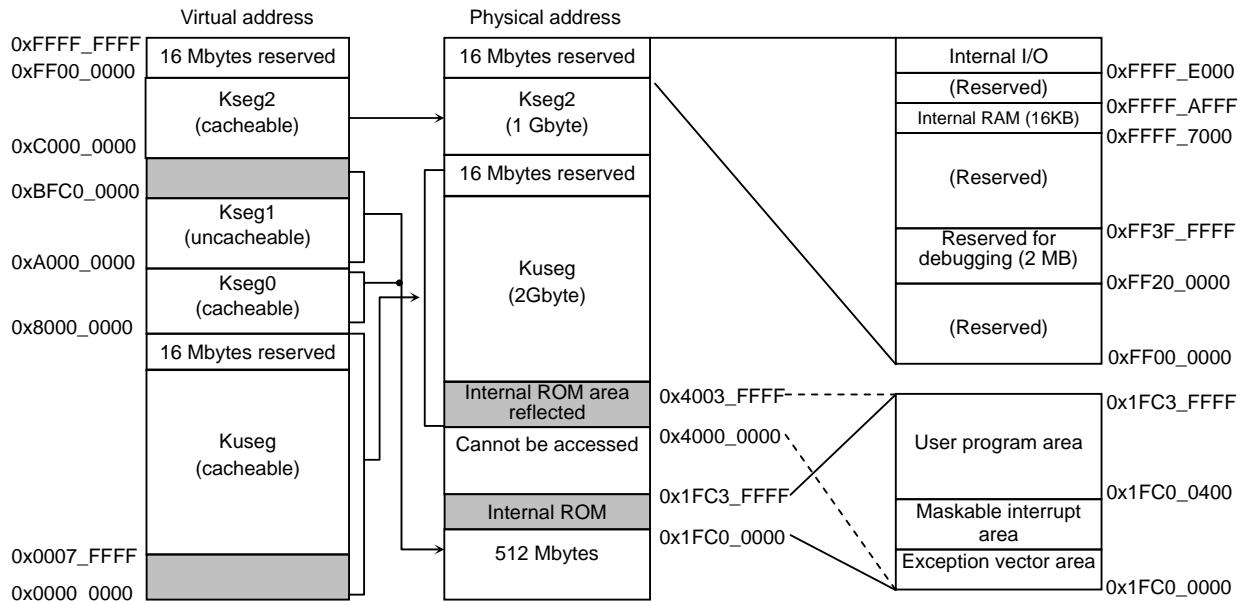 Virtual address
0xFFFF_FFFF
16 Mbytes reserved
0xFF00_0000
Kseg2
(cacheable)
0xC000_0000
0xBFC0_0000
Kseg1
(uncacheable)
0xA000_0000
Kseg0
(cacheable)
0x8000_0000
16 Mbytes reserved
Kuseg
(cacheable)
0x0007_FFFF
0x0000_0000
Physical address
16 Mbytes reserved
Kseg2
(1 Gbyte)
16 Mbytes reserved
Kuseg
(2Gbyte)
Internal ROM area
reflected
0x4003_FFFF
0x4000_0000
Cannot be accessed
0x1FC3_FFFF
Internal ROM
0x1FC0_0000
512 Mbytes
Internal I/O
0xFFFF_E000
(Reserved)
0xFFFF_AFFF
Internal RAM (16KB)
0xFFFF_7000
(Reserved)
0xFF3F_FFFF
Reserved for
debugging (2 MB)
0xFF20_0000
(Reserved)
0xFF00_0000
0x1FC3_FFFF
User program area
0x1FC0_0400
Maskable interrupt
area
Exception vector area
0x1FC0_0000